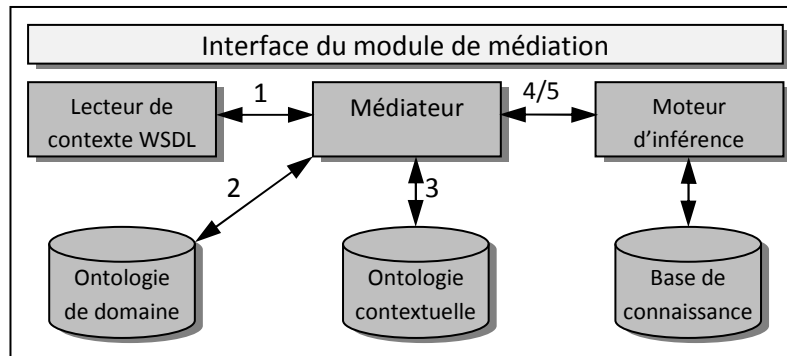 Interface du module de médiation
Lecteur de
contexte WSDL
1
Médiateur
4/5
Moteur
d'inférence
2
3
Ontologie
de domaine
Ontologie
contextuelle
Base de
connaissance